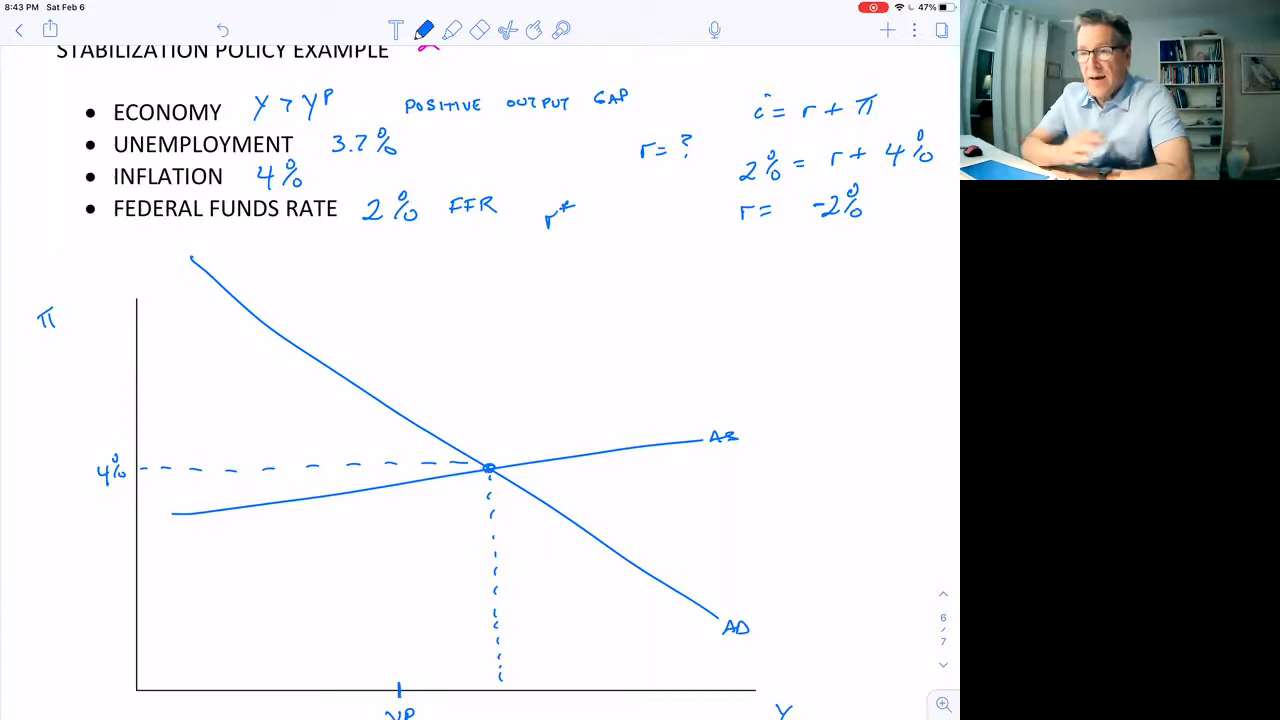 8:43 PM Sat Feb 6
47%
STABILIZATION POLICY EXAMPLE
• ECONOMY Y > Y^P POSITIVE OUTPUT GAP
i = r + π
• UNEMPLOYMENT 3.7%
r = ?
2% = r + 4%
• INFLATION 4%
• FEDERAL FUNDS RATE 2% FFR r*
r = -2%
π
AS
4%
AD
6
7
YP
Y